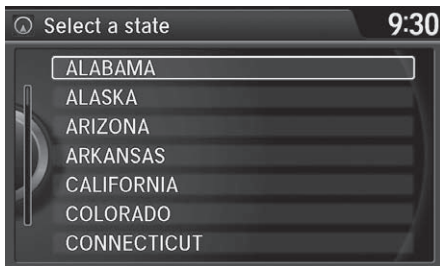 Select a state
9:30
ALABAMA
ALASKA
ARIZONA
ARKANSAS
CALIFORNIA
COLORADO
CONNECTICUT